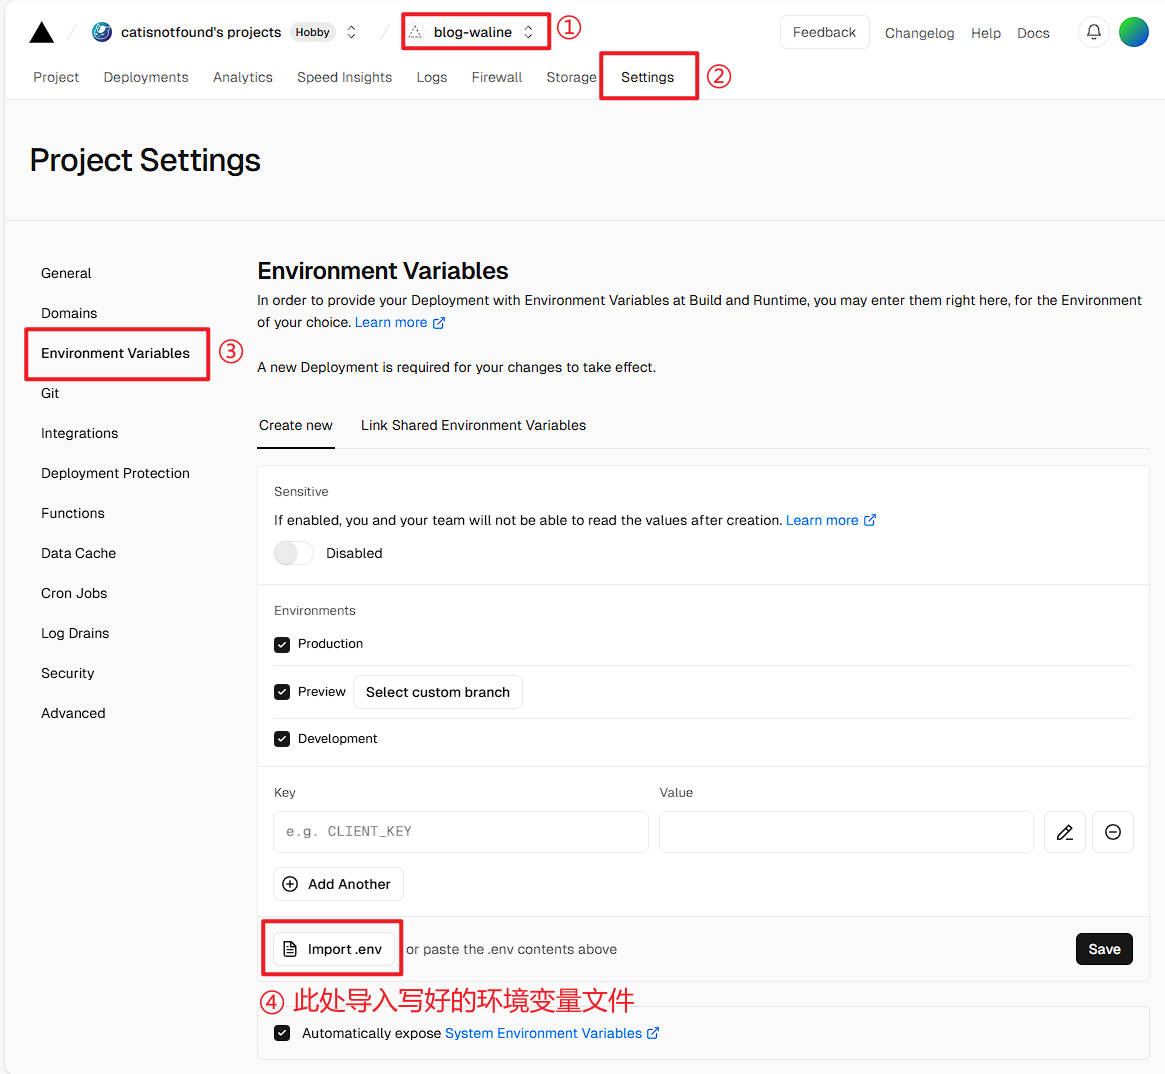 catisnotfound's projects Hobby blog-waline ① Feedback Changelog Help Docs
Project Deployments Analytics Speed Insights Logs Firewall Storage Settings ②
Project Settings
General
Domains
Environment Variables ③
Git
Integrations
Deployment Protection
Functions
Data Cache
Cron Jobs
Log Drains
Security
Advanced
Environment Variables
In order to provide your Deployment with Environment Variables at Build and Runtime, you may enter them right here, for the Environment
of your choice. Learn more
A new Deployment is required for your changes to take effect.
Create new Link Shared Environment Variables
Sensitive
If enabled, you and your team will not be able to read the values after creation. Learn more
Disabled
Environments
Production
Preview Select custom branch
Development
Key Value
e.g. CLIENT_KEY
Add Another
Import .env or paste the .env contents above Save
④ 此处导入写好的环境变量文件
Automatically expose System Environment Variables